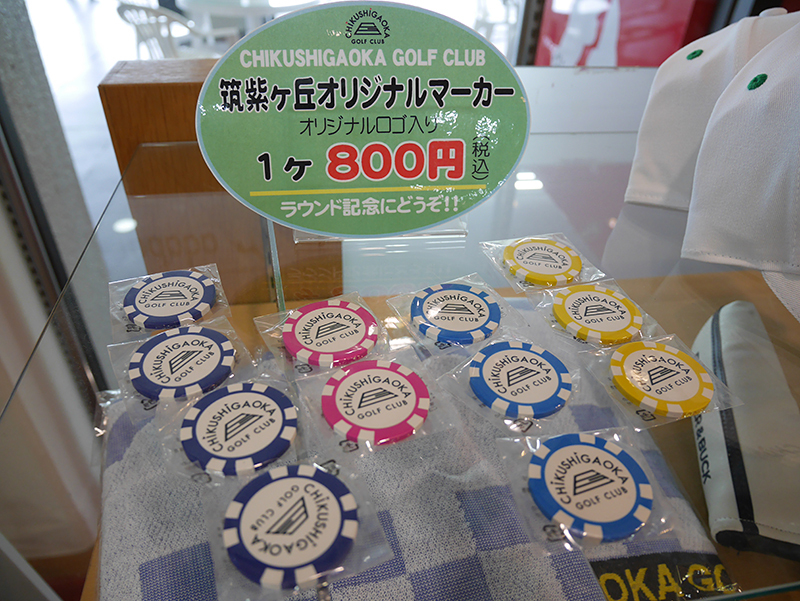 CHIKUSHIGAOKA
GOLF CLUB
CHIKUSHIGAOKA GOLF CLUB
筑紫ヶ丘オリジナルマーカー
オリジナルロゴ入り
1ヶ 800円(税込)
ラウンド記念にどうぞ!!
CHIKUSHIGAOKA
GOLF CLUB
CHIKUSHIGAOKA
GOLF CLUB
CHIKUSHIGAOKA
GOLF CLUB
CHIKUSHIGAOKA
GOLF CLUB
CHIKUSHIGAOKA
GOLF CLUB
CHIKUSHIGAOKA
GOLF CLUB
CHIKUSHIGAOKA
GOLF CLUB
CHIKUSHIGAOKA
GOLF CLUB
CHIKUSHIGAOKA
GOLF CLUB
CHIKUSHIGAOKA
GOLF CLUB
CHIKUSHIGAOKA
GOLF CLUB
CHIKUSHIGAOKA
GOLF CLUB
& BUCK
OKA GO